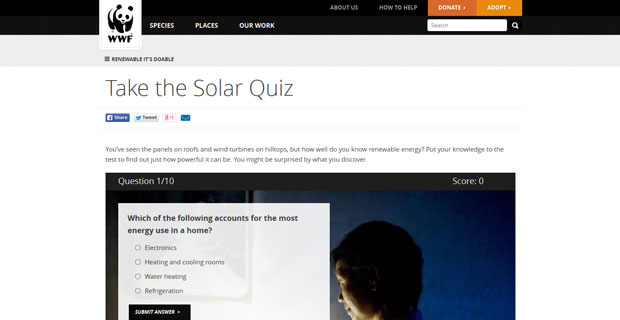 ABOUT US HOW TO HELP DONATE > ADOPT >
WWF SPECIES PLACES OUR WORK Search
RENEWABLE IT'S DOABLE
Take the Solar Quiz
Share Tweet +1
You've seen the panels on roofs and wind turbines on hilltops, but how well do you know renewable energy? Put your knowledge to the
test to find out just how powerful it can be. You might be surprised by what you discover.
Question 1/10 Score: 0
Which of the following accounts for the most
energy use in a home?
Electronics
Heating and cooling rooms
Water heating
Refrigeration
SUBMIT ANSWER >